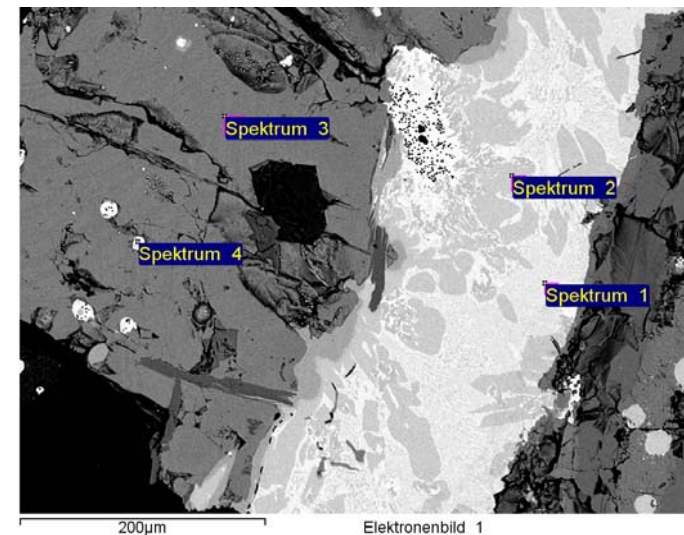 Spektrum 3
Spektrum 2
Spektrum 4
Spektrum 1
200µm
Elektronenbild 1